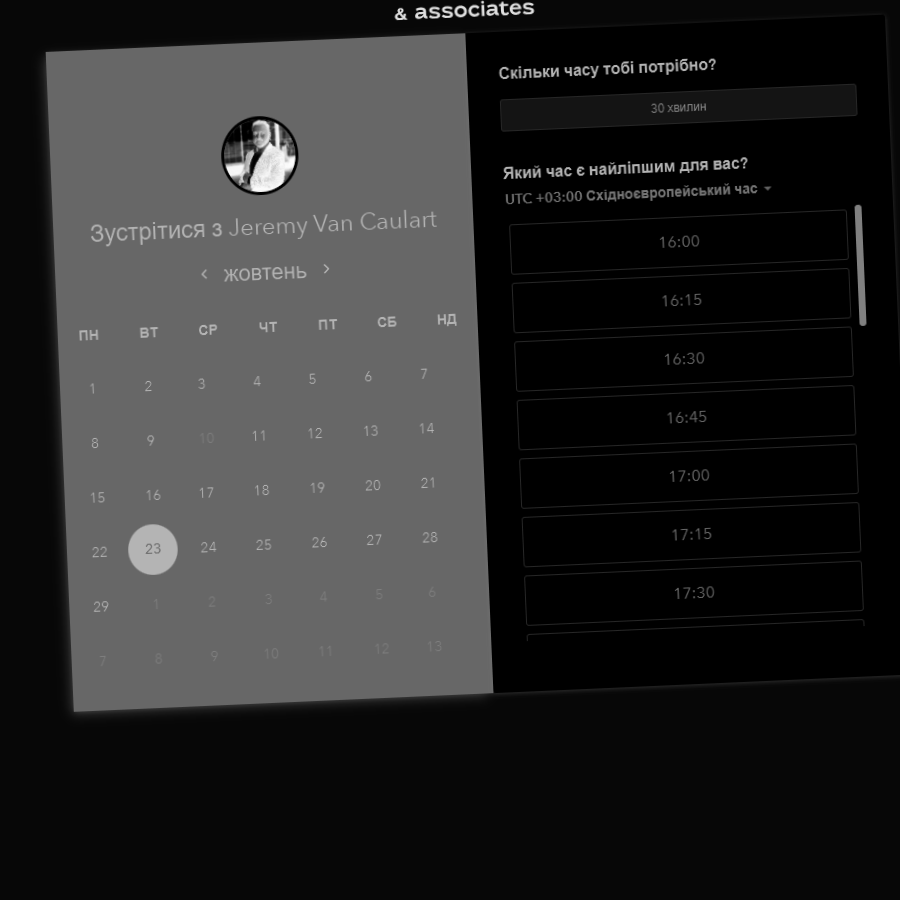 & associates
Зустрітися з Jeremy Van Caulart
жовтень
ПН ВТ СР ЧТ ПТ СБ НД
1 2 3 4 5 6 7
8 9 10 11 12 13 14
15 16 17 18 19 20 21
22 23 24 25 26 27 28
29 1 2 3 4 5 6
7 8 9 10 11 12 13
Скільки часу тобі потрібно?
30 хвилин
Який час є найліпшим для вас?
UTC +03:00 Східноєвропейський час
16:00
16:15
16:30
16:45
17:00
17:15
17:30